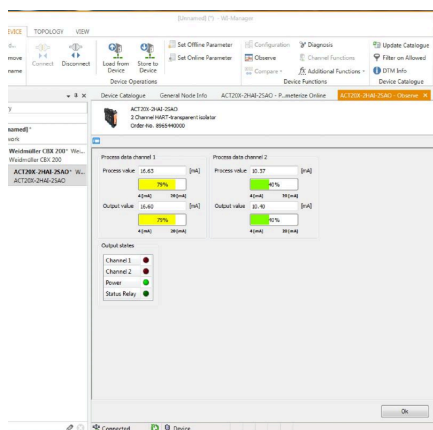 [Unnamed] (*) - WI-Manager
EVICE TOPOLOGY VIEW
Connect Disconnect
Load from Device
Store to Device
Set Offline Parameter
Set Online Parameter
Configuration
Observe
Compare
Diagnosis
Channel Functions
Additional Functions
Update Catalogue
Filter on Allowed
DTM Info
Device Operations Device Functions Device Catalogue
Device Catalogue General Node Info ACT20X-2HAI-2SAO - P...meterize Online ACT20X-2HAI-2SAO - Observe
named]*
work
Weidmüller CBX 200* Wei...
Weidmüller CBX 200
ACT20X-2HAI-2SAO* W...
ACT20X-2HAI-2SAO
ACT20X-2HAI-2SAO
2 Channel HART-transparent isolator
Order-no. 8965440000
Process data channel 1
Process value 16.63 [mA]
79%
4[mA] 20[mA]
Output value 16.60 [mA]
79%
4[mA] 20[mA]
Process data channel 2
Process value 10.37 [mA]
40%
4[mA] 20[mA]
Output value 10.40 [mA]
40%
4[mA] 20[mA]
Output states
Channel 1
Channel 2
Power
Status Relay
Ok
Connected Device